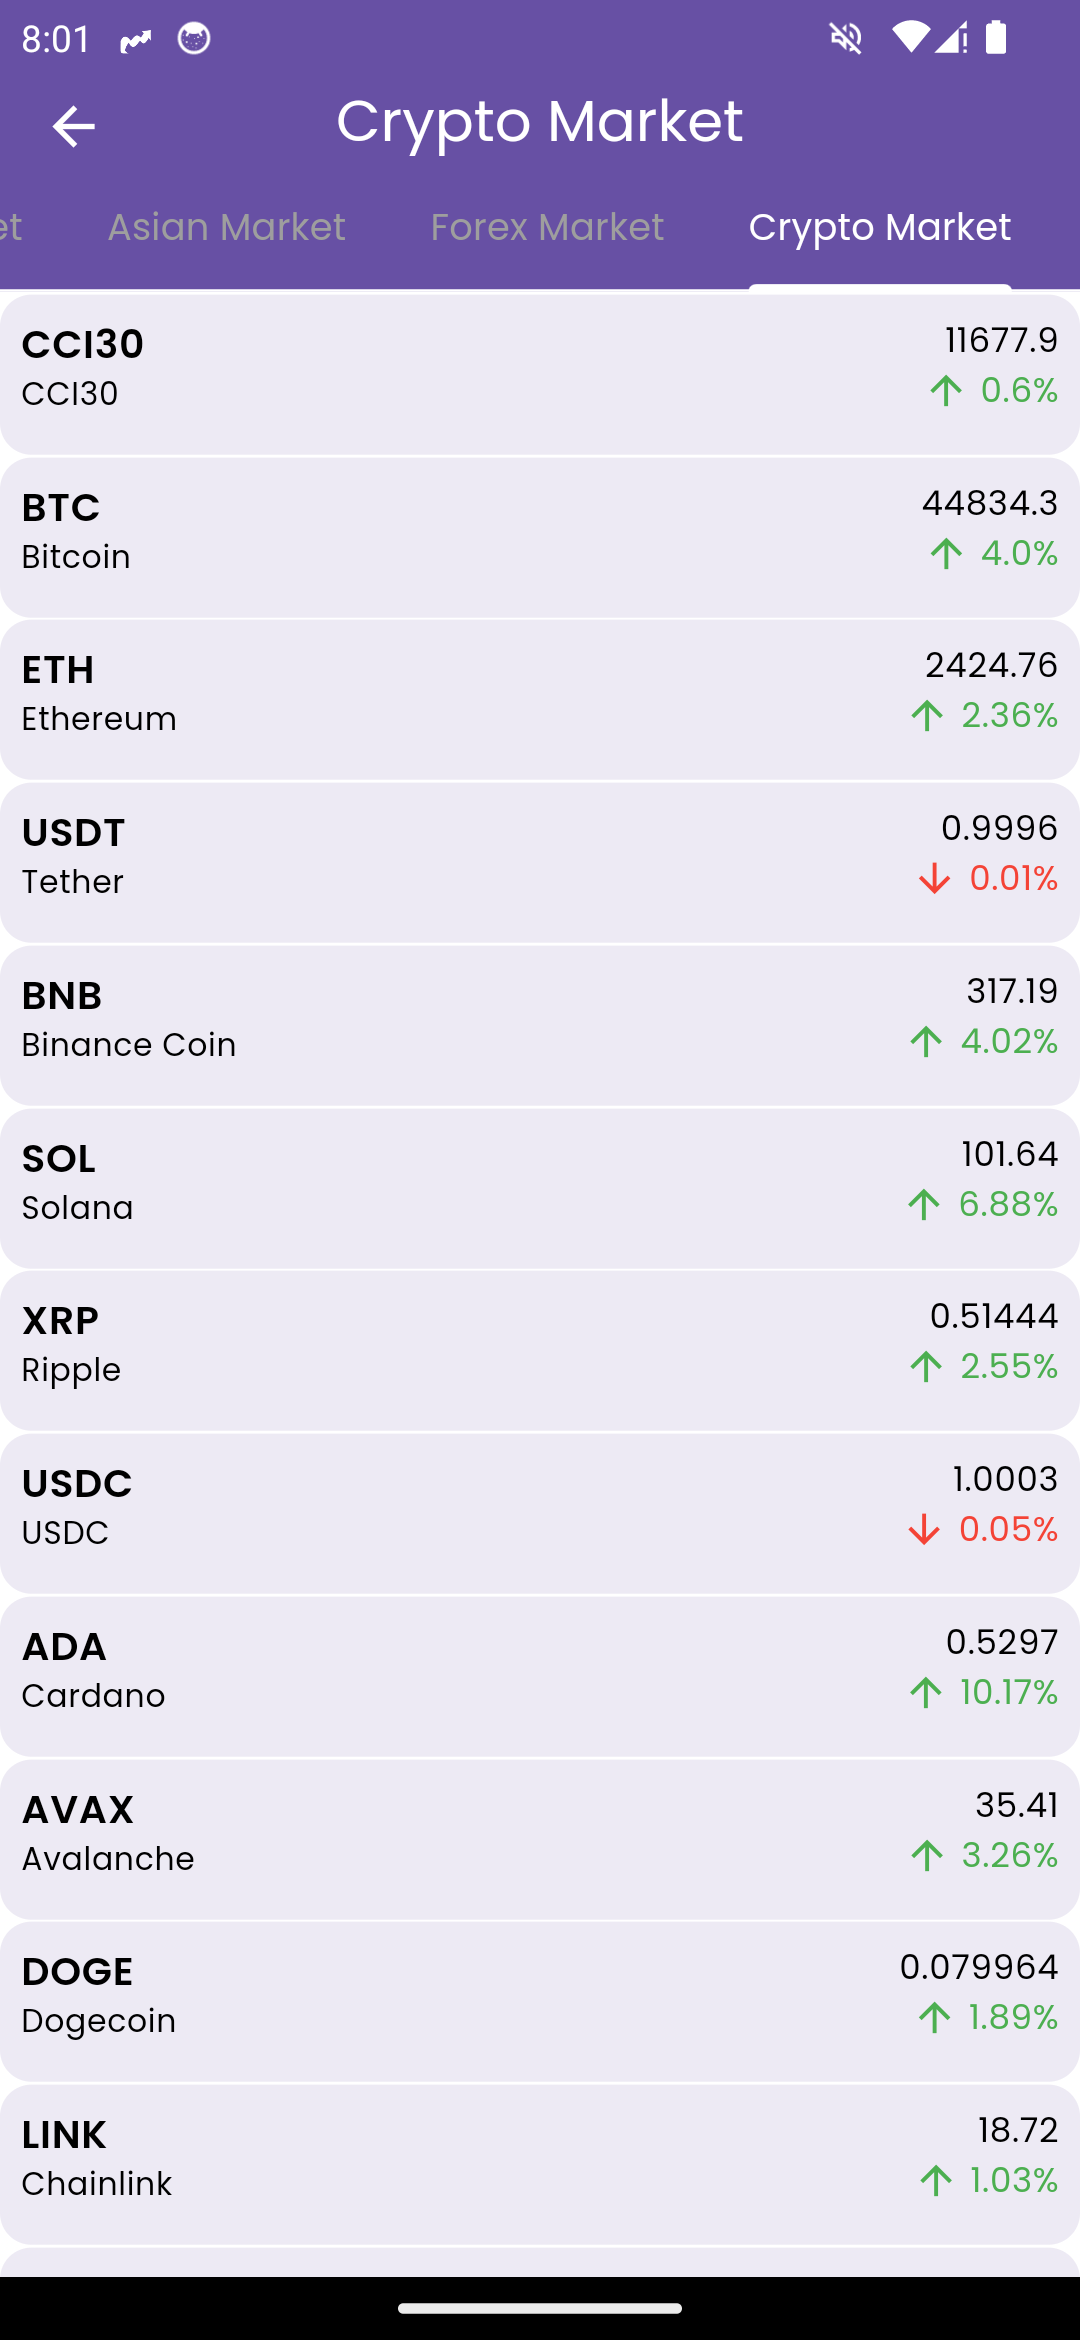 8:01
Crypto Market
et Asian Market Forex Market Crypto Market
CCI30 11677.9
CCI30 0.6%
BTC 44834.3
Bitcoin 4.0%
ETH 2424.76
Ethereum 2.36%
USDT 0.9996
Tether 0.01%
BNB 317.19
Binance Coin 4.02%
SOL 101.64
Solana 6.88%
XRP 0.51444
Ripple 2.55%
USDC 1.0003
USDC 0.05%
ADA 0.5297
Cardano 10.17%
AVAX 35.41
Avalanche 3.26%
DOGE 0.079964
Dogecoin 1.89%
LINK 18.72
Chainlink 1.03%